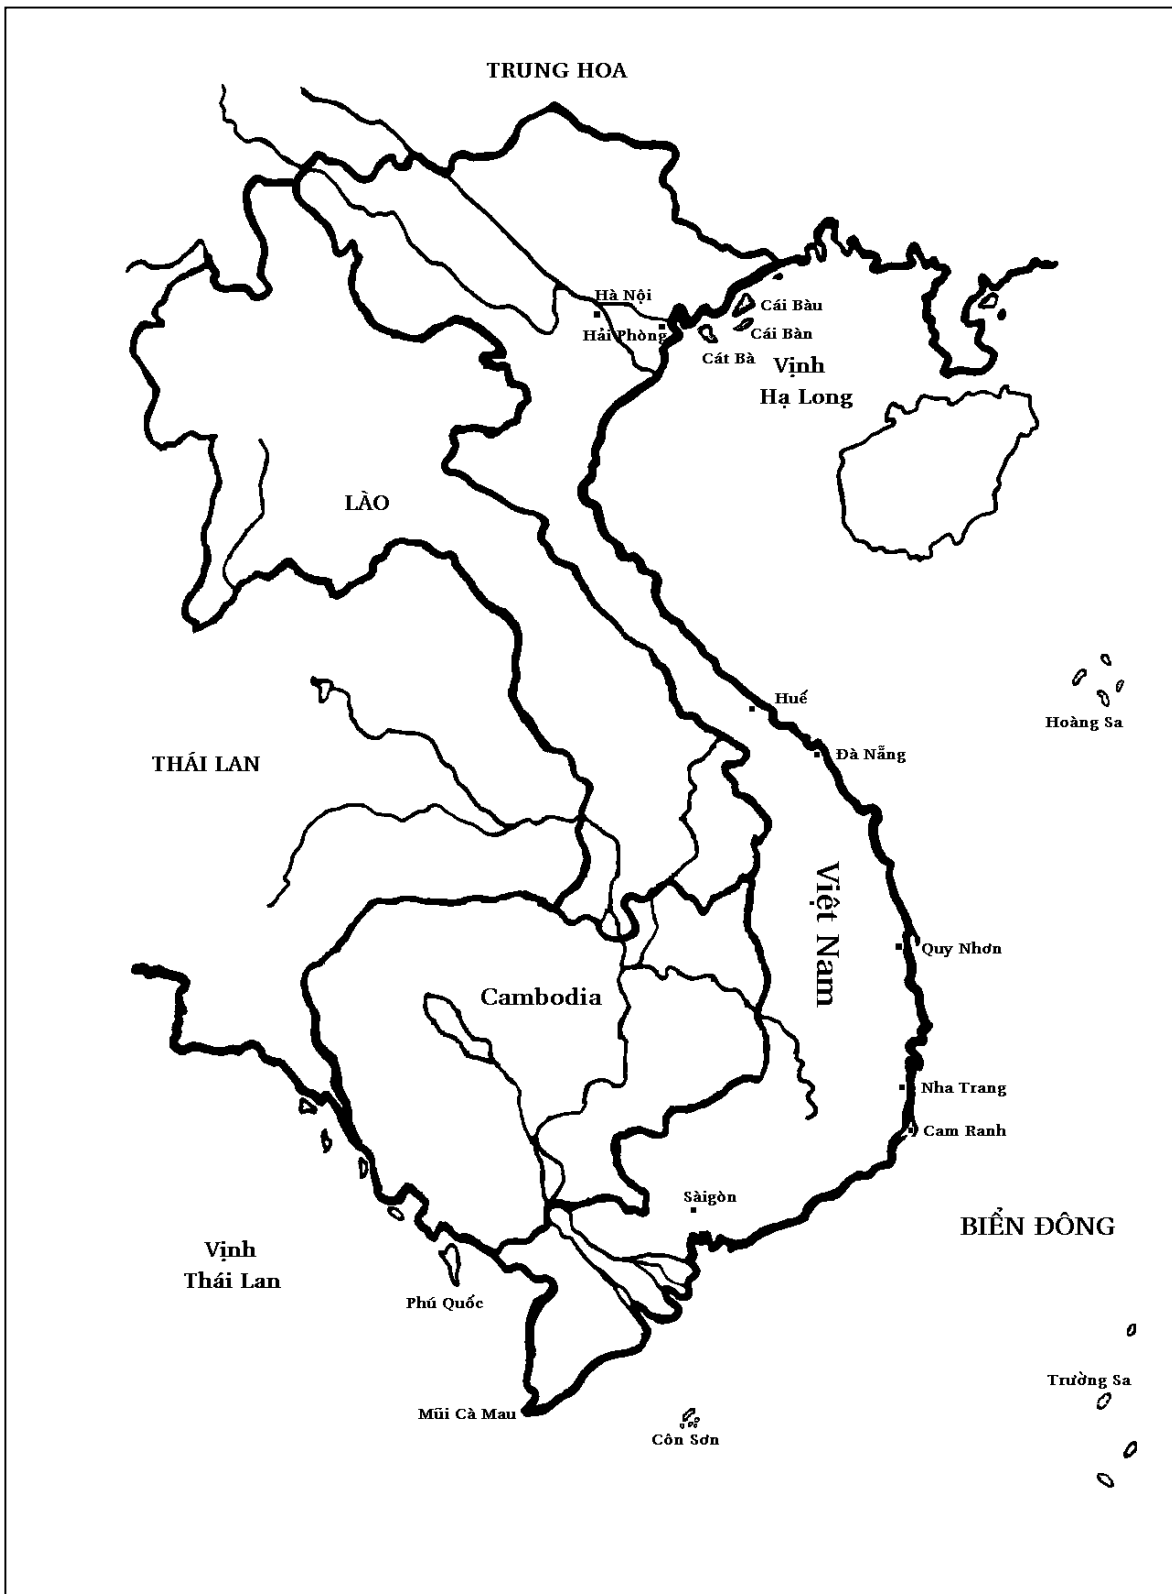 TRUNG HOA
Hà Nội
Cái Bàu
Hải Phòng
Cái Bàn
Cát Bà
Vịnh
Hạ Long
LÀO
Huế
Hoàng Sa
Đà Nẵng
THÁI LAN
Việt Nam
Quy Nhơn
Cambodia
Nha Trang
Cam Ranh
Sàigòn
BIỂN ĐÔNG
Vịnh
Thái Lan
Phú Quốc
Trường Sa
Mũi Cà Mau
Côn Sơn